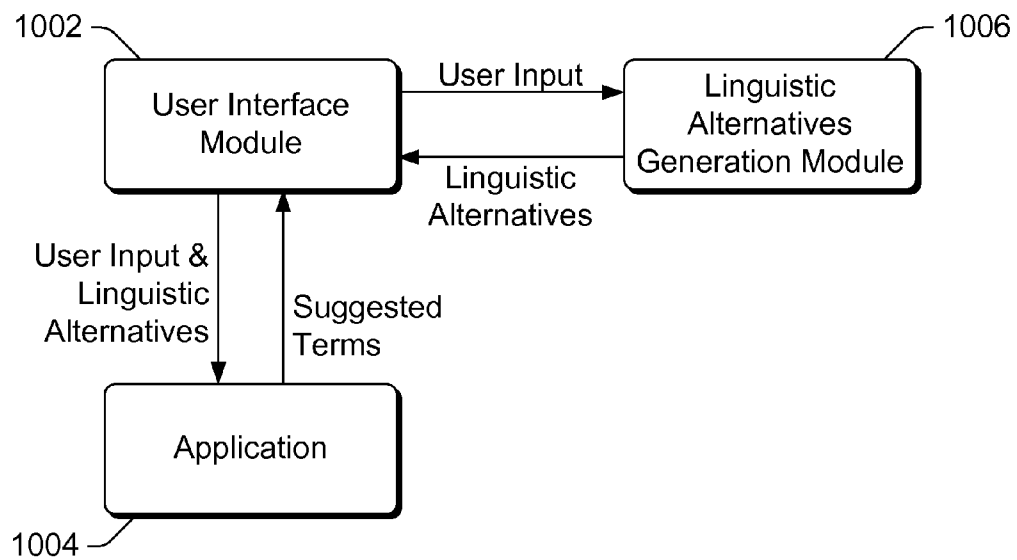 1002
1006
User Interface
Module
User Input
Linguistic
Alternatives
Generation Module
Linguistic
Alternatives
User Input &
Linguistic
Alternatives
Suggested
Terms
Application
1004